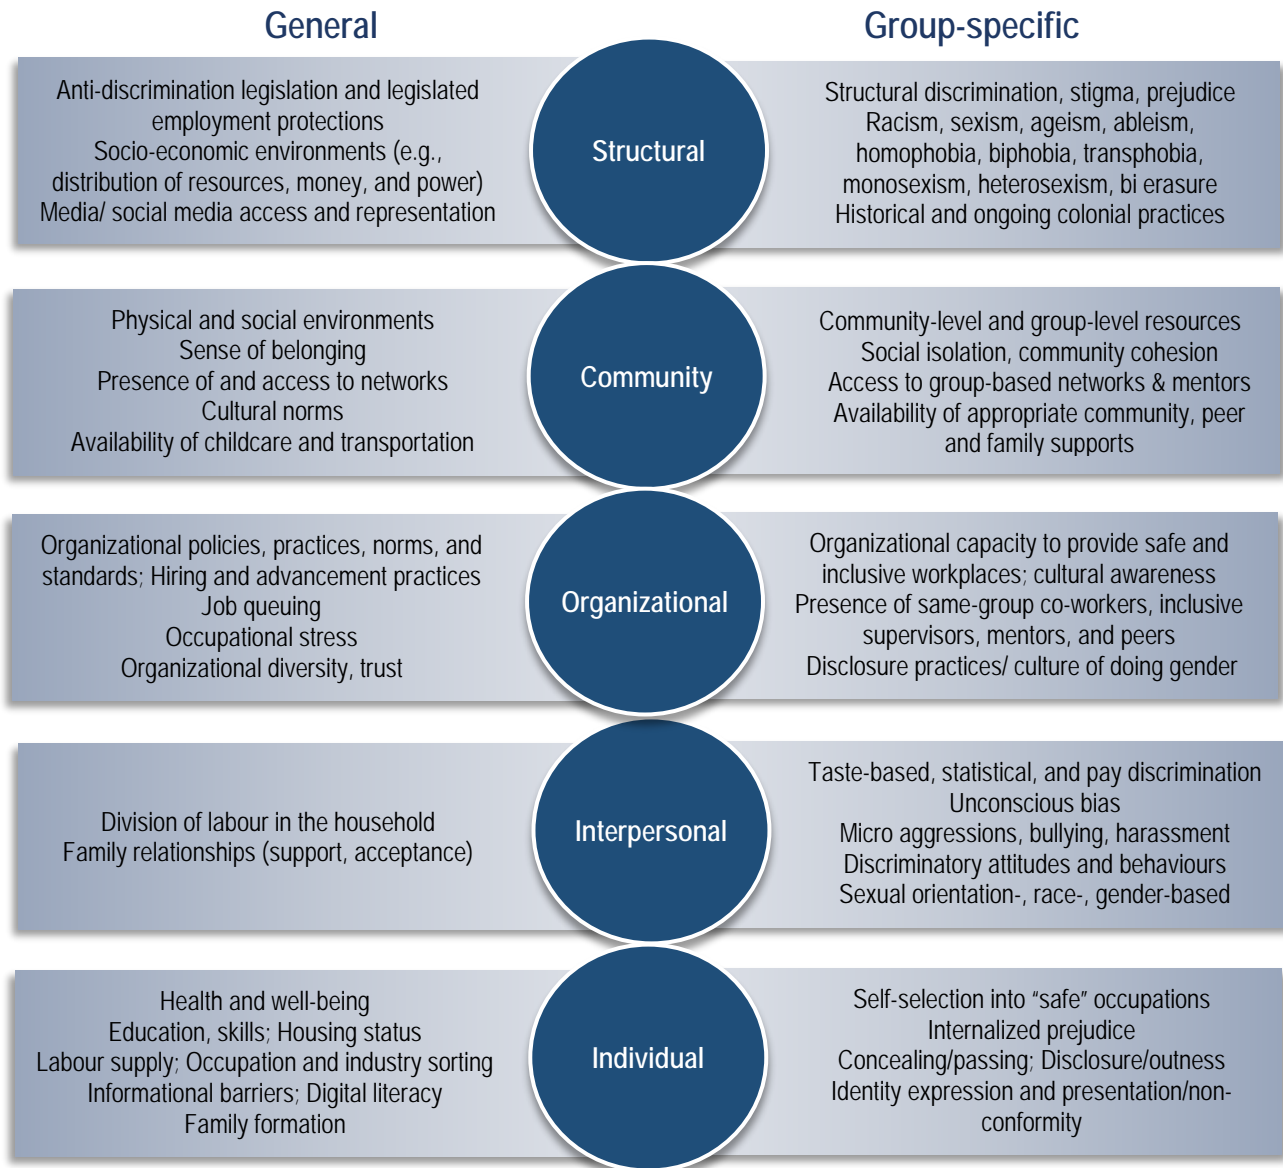 General
Group-specific
Anti-discrimination legislation and legislated
employment protections
Socio-economic environments (e.g.,
distribution of resources, money, and power)
Media/ social media access and representation
Structural
Structural discrimination, stigma, prejudice
Racism, sexism, ageism, ableism,
homophobia, biphobia, transphobia,
monosexism, heterosexism, bi erasure
Historical and ongoing colonial practices
Physical and social environments
Sense of belonging
Presence of and access to networks
Cultural norms
Availability of childcare and transportation
Community
Community-level and group-level resources
Social isolation, community cohesion
Access to group-based networks & mentors
Availability of appropriate community, peer
and family supports
Organizational policies, practices, norms, and
standards; Hiring and advancement practices
Job queuing
Occupational stress
Organizational diversity, trust
Organizational
Organizational capacity to provide safe and
inclusive workplaces; cultural awareness
Presence of same-group co-workers, inclusive
supervisors, mentors, and peers
Disclosure practices/ culture of doing gender
Division of labour in the household
Family relationships (support, acceptance)
Interpersonal
Taste-based, statistical, and pay discrimination
Unconscious bias
Micro aggressions, bullying, harassment
Discriminatory attitudes and behaviours
Sexual orientation-, race-, gender-based
Health and well-being
Education, skills; Housing status
Labour supply; Occupation and industry sorting
Informational barriers; Digital literacy
Family formation
Individual
Self-selection into “safe” occupations
Internalized prejudice
Concealing/passing; Disclosure/outness
Identity expression and presentation/non-
conformity